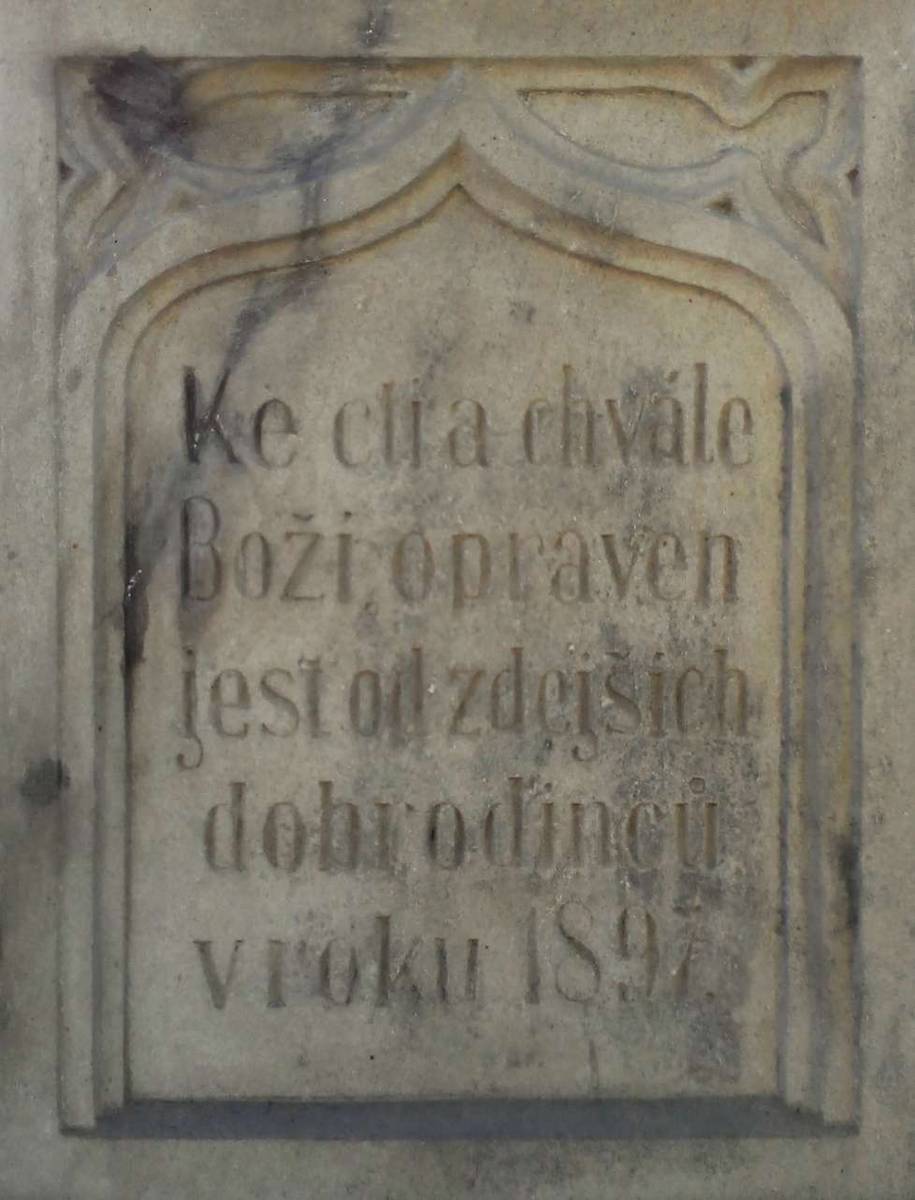 Ke cti a chvále
Boží opraven
jest od zdejších
dobrodinců
v roku 1897.